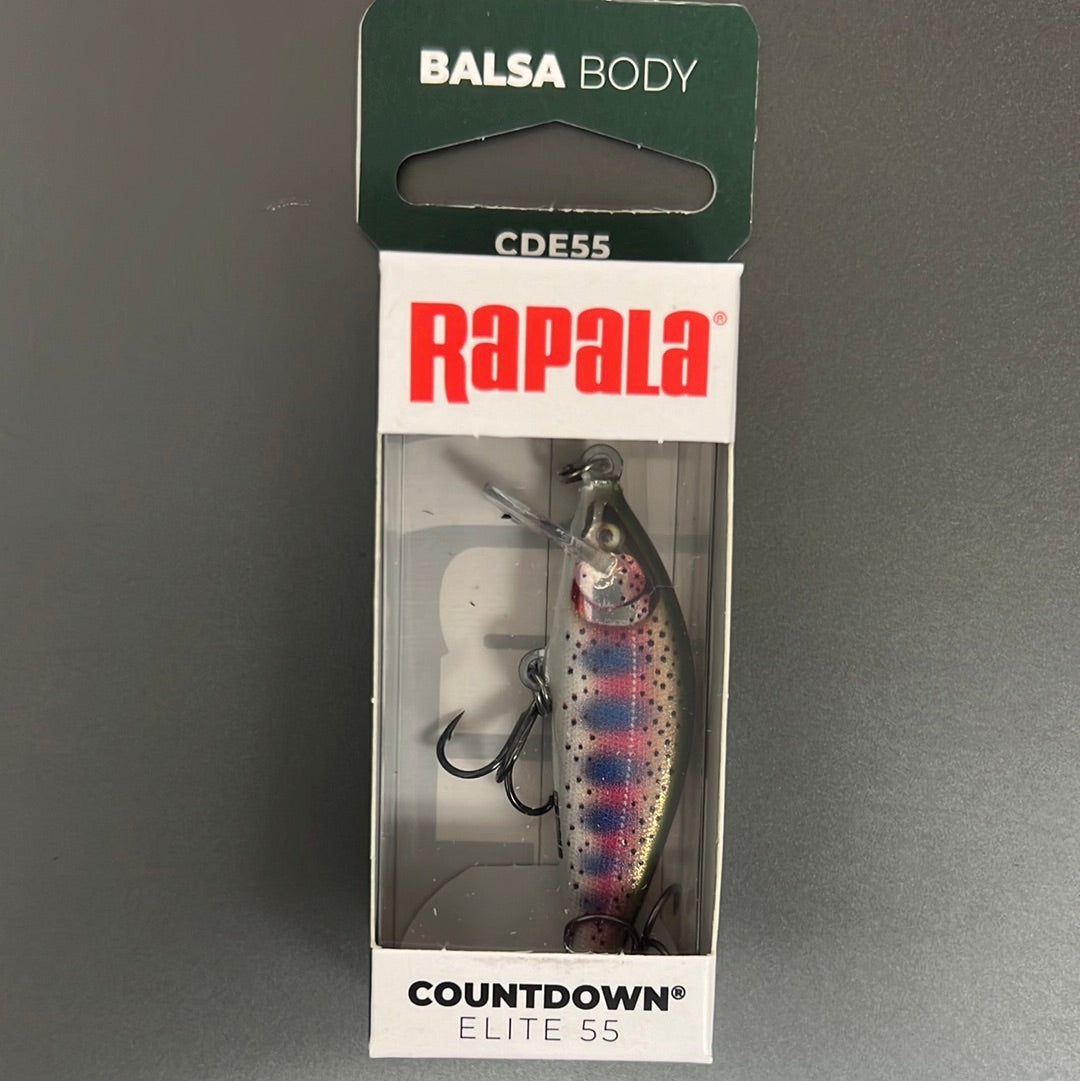 BALSA BODY
CDE55
Rapala®
COUNTDOWN®
ELITE 55